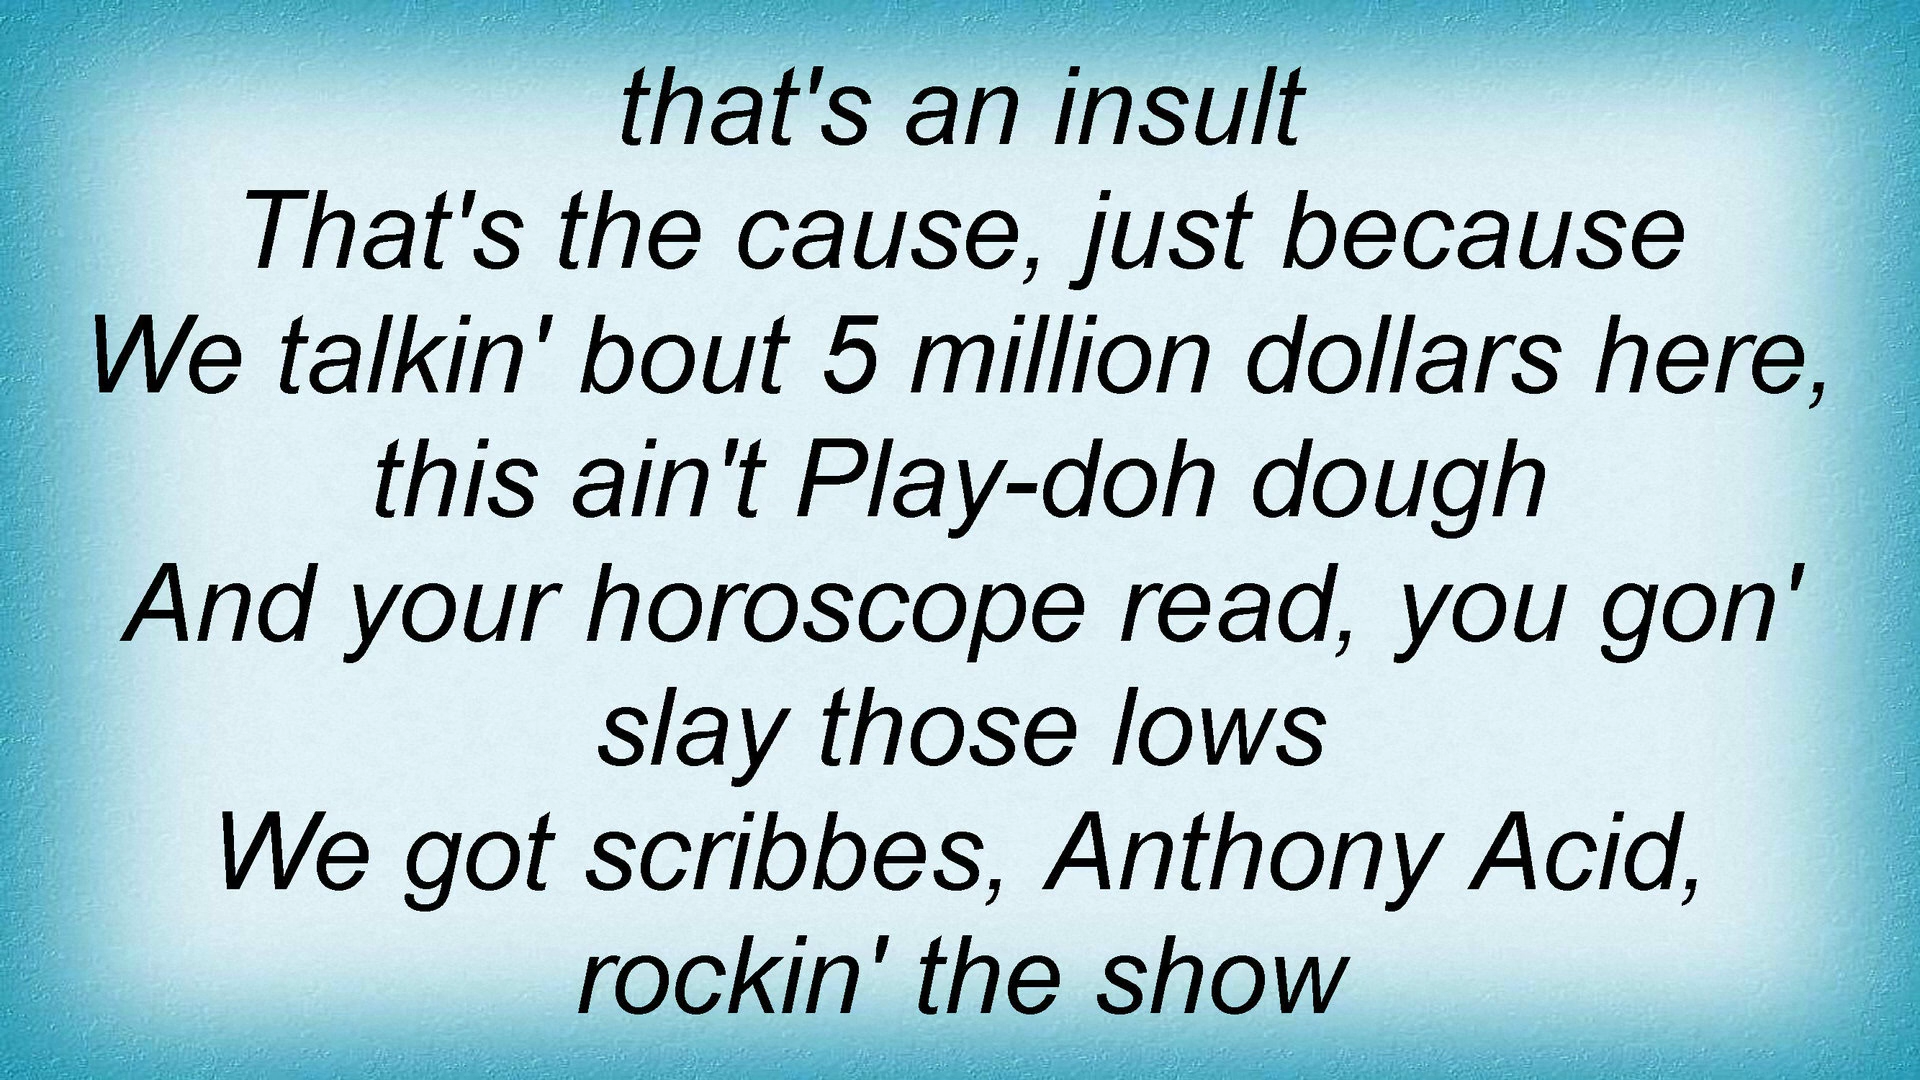 that's an insult
That's the cause, just because
We talkin' bout 5 million dollars here,
this ain't Play-doh dough
And your horoscope read, you gon'
slay those lows
We got scribbes, Anthony Acid,
rockin' the show